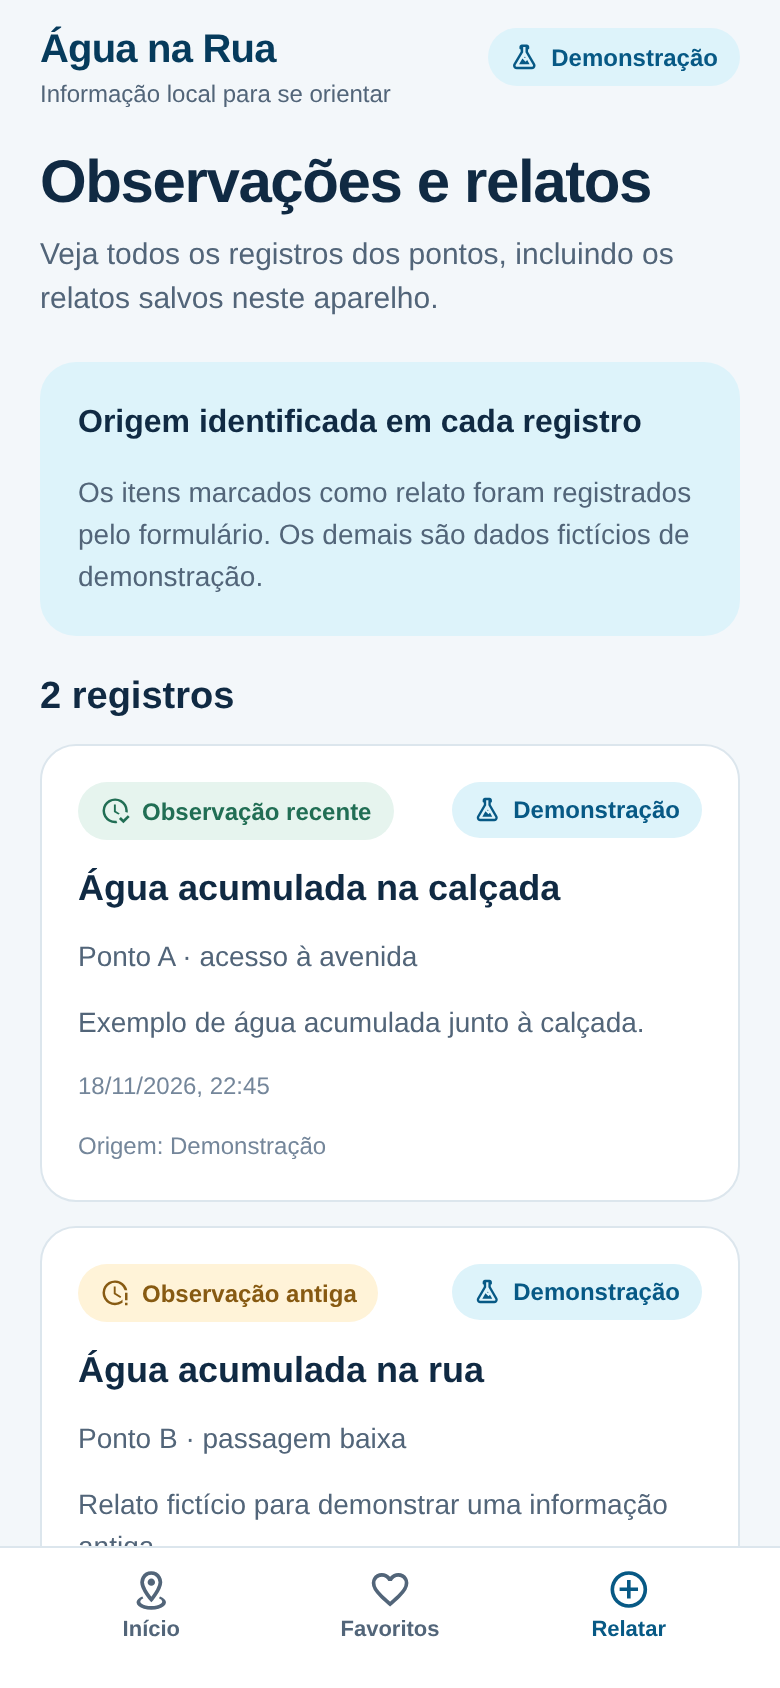 Água na Rua
Demonstração
Informação local para se orientar
Observações e relatos
Veja todos os registros dos pontos, incluindo os
relatos salvos neste aparelho.
Origem identificada em cada registro
Os itens marcados como relato foram registrados
pelo formulário. Os demais são dados fictícios de
demonstração.
2 registros
Observação recente
Demonstração
Água acumulada na calçada
Ponto A · acesso à avenida
Exemplo de água acumulada junto à calçada.
18/11/2026, 22:45
Origem: Demonstração
Observação antiga
Demonstração
Água acumulada na rua
Ponto B · passagem baixa
Relato fictício para demonstrar uma informação
antiga.
Início
Favoritos
Relatar